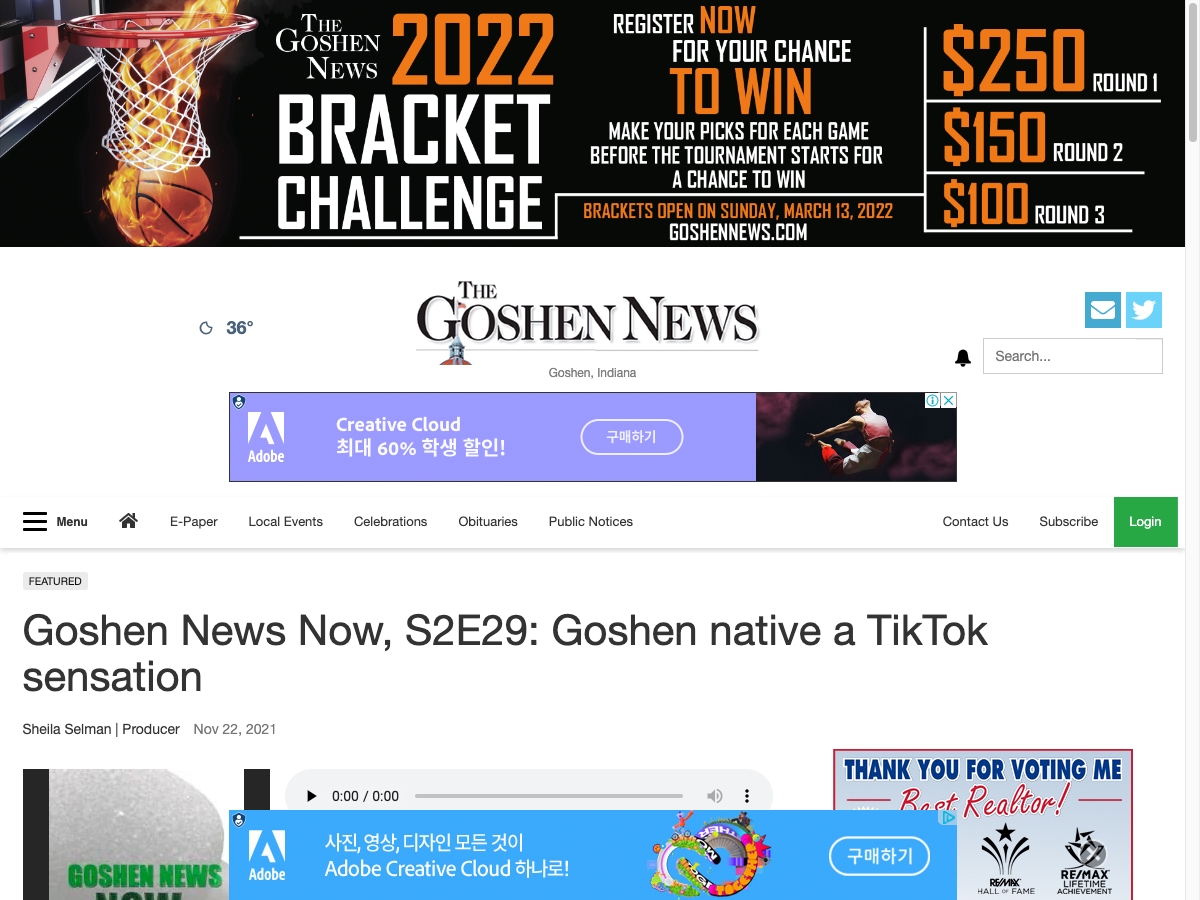 THE
GOSHEN
NEWS
2022
BRACKET
CHALLENGE
REGISTER NOW
FOR YOUR CHANCE
TO WIN
MAKE YOUR PICKS FOR EACH GAME
BEFORE THE TOURNAMENT STARTS FOR
A CHANCE TO WIN
BRACKETS OPEN ON SUNDAY, MARCH 13, 2022
GOSHENNEWS.COM
$250 ROUND 1
$150 ROUND 2
$100 ROUND 3
36°
THE
GOSHEN NEWS
Goshen, Indiana
Search...
Adobe
Creative Cloud
최대 60% 학생 할인!
구매하기
Menu
E-Paper
Local Events
Celebrations
Obituaries
Public Notices
Contact Us
Subscribe
Login
FEATURED
Goshen News Now, S2E29: Goshen native a TikTok
sensation
Sheila Selman | Producer Nov 22, 2021
0:00 / 0:00
GOSHEN NEWS
NOW
THANK YOU FOR VOTING ME
Best Realtor!
RE/MAX
HALL OF FAME
RE/MAX
LIFETIME
ACHIEVEMENT
Adobe
사진, 영상, 디자인 모든 것이
Adobe Creative Cloud 하나로!
구매하기